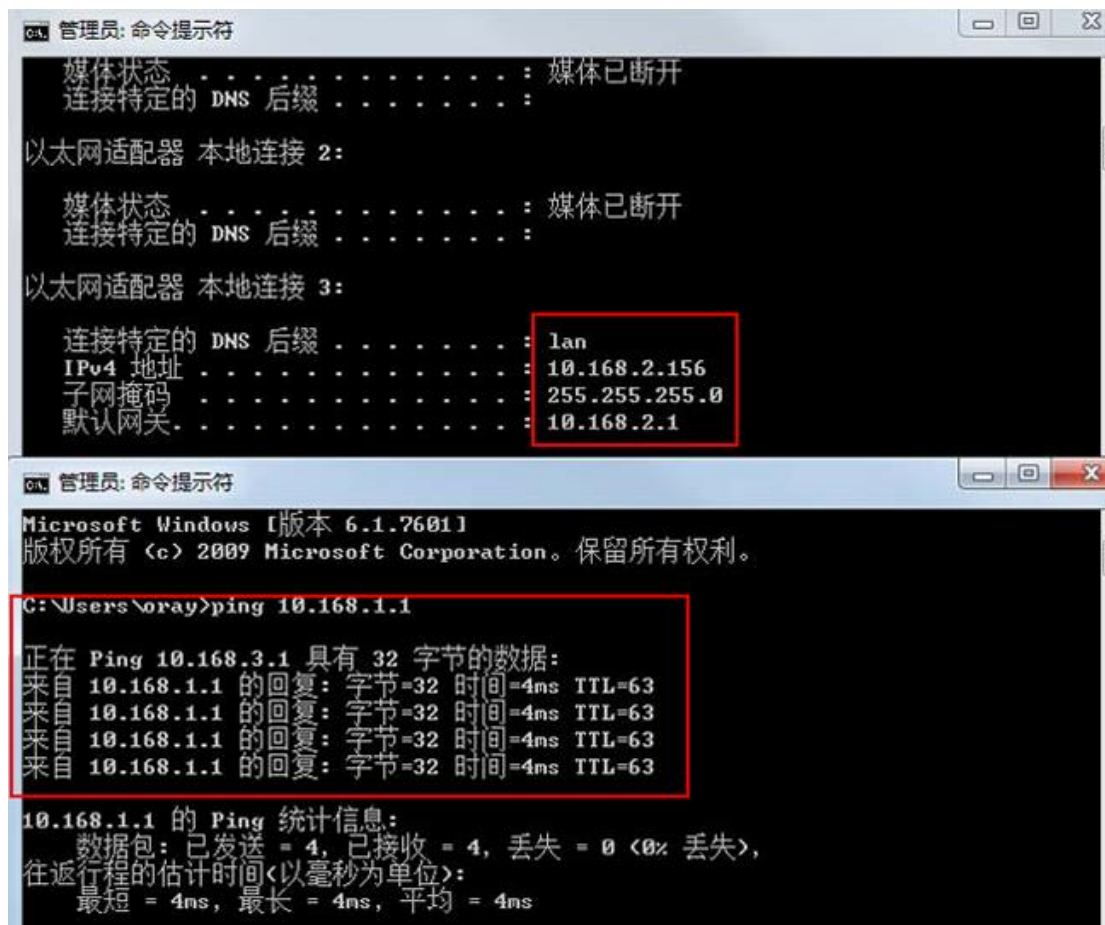 管理员: 命令提示符
媒体状态 . . . . . . . . . . . . : 媒体已断开
连接特定的 DNS 后缀 . . . . . . . :
以太网适配器 本地连接 2:
媒体状态 . . . . . . . . . . . . : 媒体已断开
连接特定的 DNS 后缀 . . . . . . . :
以太网适配器 本地连接 3:
连接特定的 DNS 后缀 . . . . . . . : lan
IPv4 地址 . . . . . . . . . . . . : 10.168.2.156
子网掩码 . . . . . . . . . . . . : 255.255.255.0
默认网关. . . . . . . . . . . . . : 10.168.2.1
管理员: 命令提示符
Microsoft Windows [版本 6.1.7601]
版权所有 (c) 2009 Microsoft Corporation。保留所有权利。
C:\Users\oray>ping 10.168.1.1
正在 Ping 10.168.3.1 具有 32 字节的数据:
来自 10.168.1.1 的回复: 字节=32 时间=4ms TTL=63
来自 10.168.1.1 的回复: 字节=32 时间=4ms TTL=63
来自 10.168.1.1 的回复: 字节=32 时间=4ms TTL=63
来自 10.168.1.1 的回复: 字节=32 时间=4ms TTL=63
10.168.1.1 的 Ping 统计信息:
数据包: 已发送 = 4, 已接收 = 4, 丢失 = 0 (0% 丢失),
往返行程的估计时间(以毫秒为单位):
最短 = 4ms, 最长 = 4ms, 平均 = 4ms